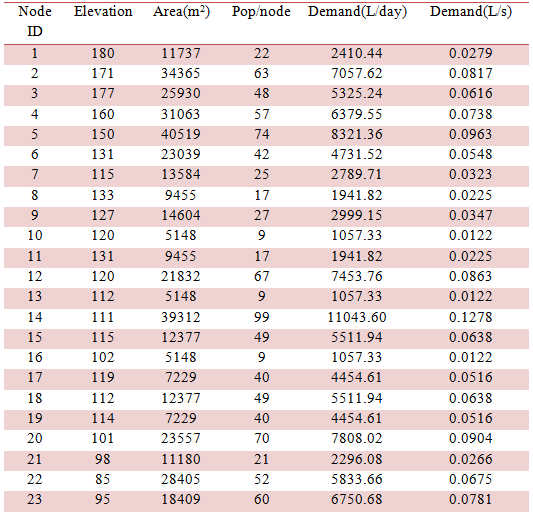 Node Elevation Area(m²) Pop/node Demand(L/day) Demand(L/s)
ID
1 180 11737 22 2410.44 0.0279
2 171 34365 63 7057.62 0.0817
3 177 25930 48 5325.24 0.0616
4 160 31063 57 6379.55 0.0738
5 150 40519 74 8321.36 0.0963
6 131 23039 42 4731.52 0.0548
7 115 13584 25 2789.71 0.0323
8 133 9455 17 1941.82 0.0225
9 127 14604 27 2999.15 0.0347
10 120 5148 9 1057.33 0.0122
11 131 9455 17 1941.82 0.0225
12 120 21832 67 7453.76 0.0863
13 112 5148 9 1057.33 0.0122
14 111 39312 99 11043.60 0.1278
15 115 12377 49 5511.94 0.0638
16 102 5148 9 1057.33 0.0122
17 119 7229 40 4454.61 0.0516
18 112 12377 49 5511.94 0.0638
19 114 7229 40 4454.61 0.0516
20 101 23557 70 7808.02 0.0904
21 98 11180 21 2296.08 0.0266
22 85 28405 52 5833.66 0.0675
23 95 18409 60 6750.68 0.0781